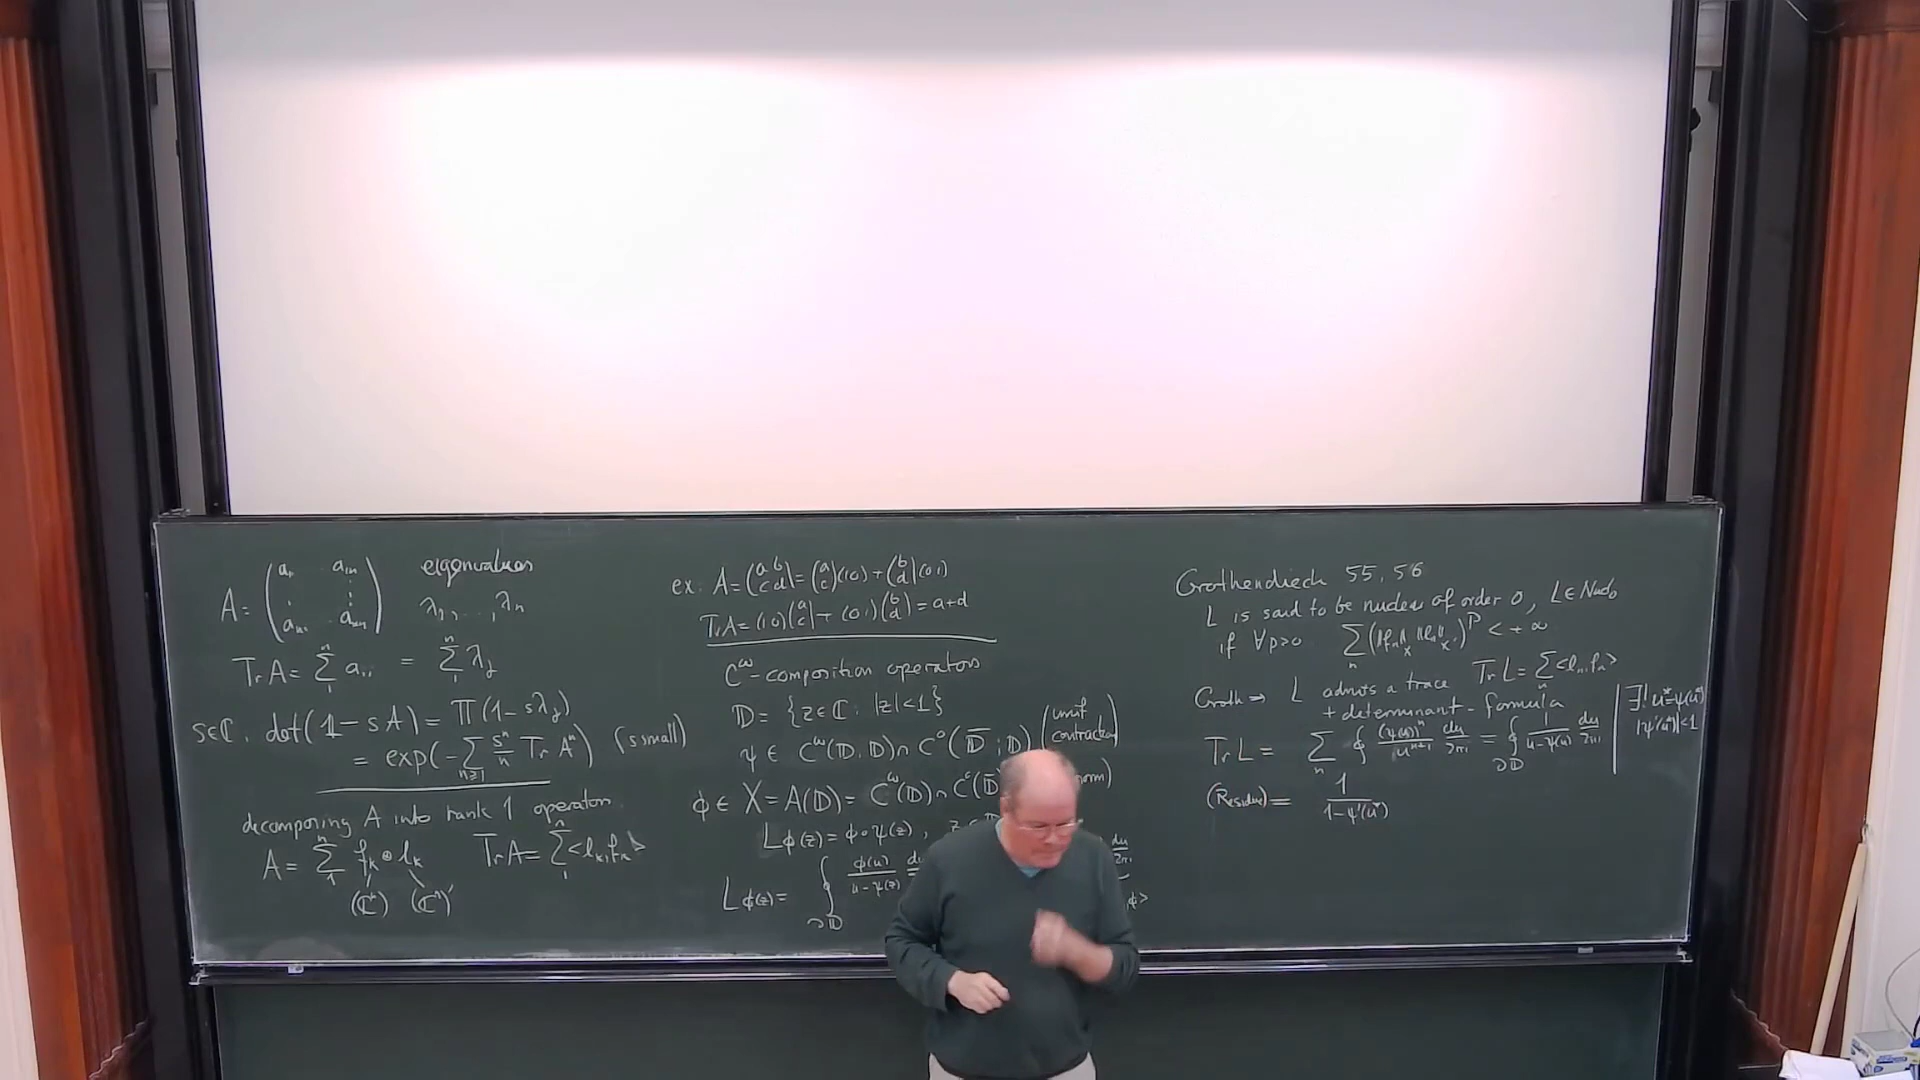 A = ( a₁₁ . . a₁ₙ ; a ₙ₁ . . aₙₙ ) eigenvalues
λ₁, ..., λₙ
Tr A = Σ₁ⁿ aᵢᵢ = Σ₁ⁿ λⱼ
s∈ℂ. det(𝟙 - sA) = Π (1 - sλⱼ)
= exp(- Σ_{n≥1} sⁿ/n Tr Aⁿ) (s small)
decomposing A into rank 1 operators
A = Σ₁ⁿ fₖ ⊗ lₖ Tr A = Σ₁ⁿ <lₖ, fₖ>
(ℂⁿ) (ℂⁿ)'
ex. A = (a b ; c d) = (a ; c)(1 0) + (b ; d)(0 1)
Tr A = (1 0)(a ; c) + (0 1)(b ; d) = a+d
C^ω-composition operators
𝔻 = {z∈ℂ : |z|<1}
ψ ∈ C^ω(𝔻, 𝔻) ∩ C⁰(𝔻̄ ; 𝔻) (unif contraction)
φ ∈ X = A(𝔻) = C^ω(𝔻) ∩ C⁰(𝔻̄
Lφ(z) = φ∘ψ(z) ,
Lφ(z) = ∮_{∂𝔻} φ(u)/(u-ψ(z)) du
Grothendieck 55, 56
L is said to be nuclear of order 0, L∈Nuc₀
if ∀p>0 Σₙ (‖fₙ‖_X ‖lₙ‖_X')^p < +∞
Groth ⇒ L admits a trace Tr L = Σₙ <lₙ, fₙ>
+ determinant-formula
Tr L = Σₙ ∮ (ψ(u))ⁿ/uⁿ⁺¹ du/2πi = ∮_{∂𝔻} 1/(u-ψ(u)) du/2πi
∃! u* = ψ(u*)
|ψ'(u*)|<1
(Residue) = 1/(1-ψ'(u*))